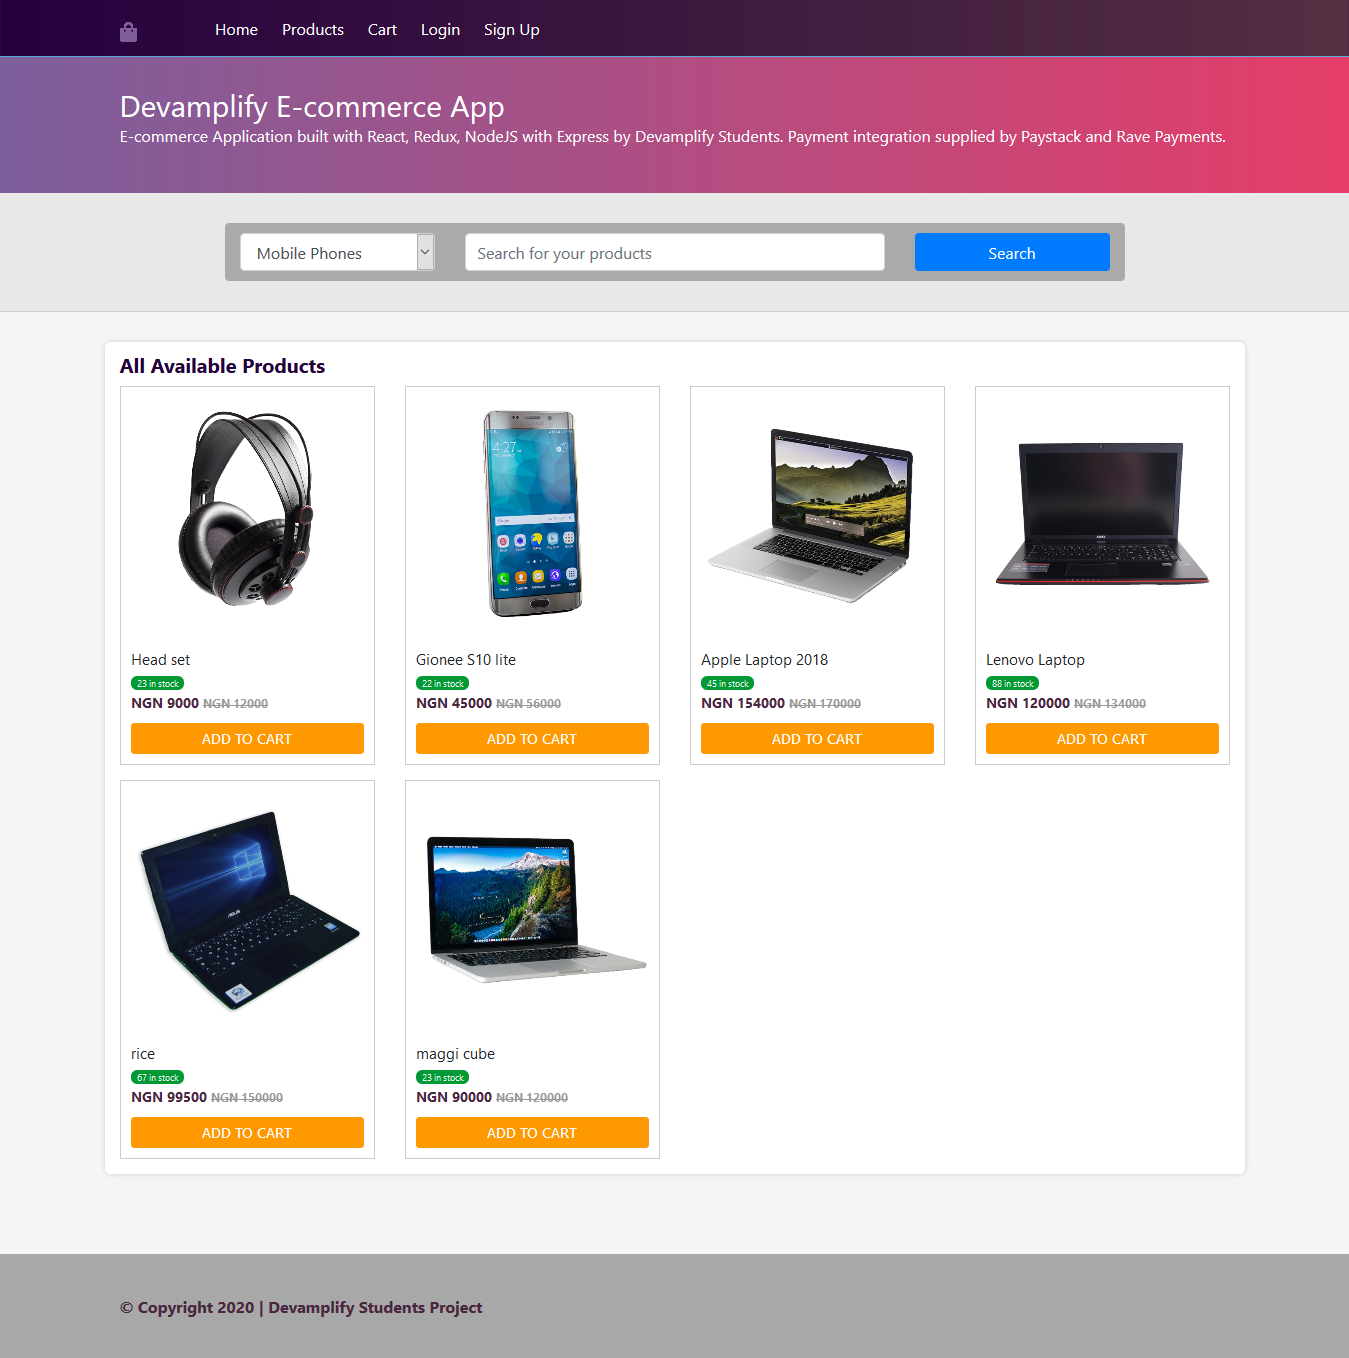 Home Products Cart Login Sign Up
Devamplify E-commerce App
E-commerce Application built with React, Redux, NodeJS with Express by Devamplify Students. Payment integration supplied by Paystack and Rave Payments.
Mobile Phones Search for your products Search
All Available Products
4:27
Head set Gionee S10 lite Apple Laptop 2018 Lenovo Laptop
23 in stock 22 in stock 45 in stock 88 in stock
NGN 9000 NGN 12000 NGN 45000 NGN 56000 NGN 154000 NGN 170000 NGN 120000 NGN 134000
ADD TO CART ADD TO CART ADD TO CART ADD TO CART
ASUS
rice maggi cube
67 in stock 23 in stock
NGN 99500 NGN 150000 NGN 90000 NGN 120000
ADD TO CART ADD TO CART
© Copyright 2020 | Devamplify Students Project